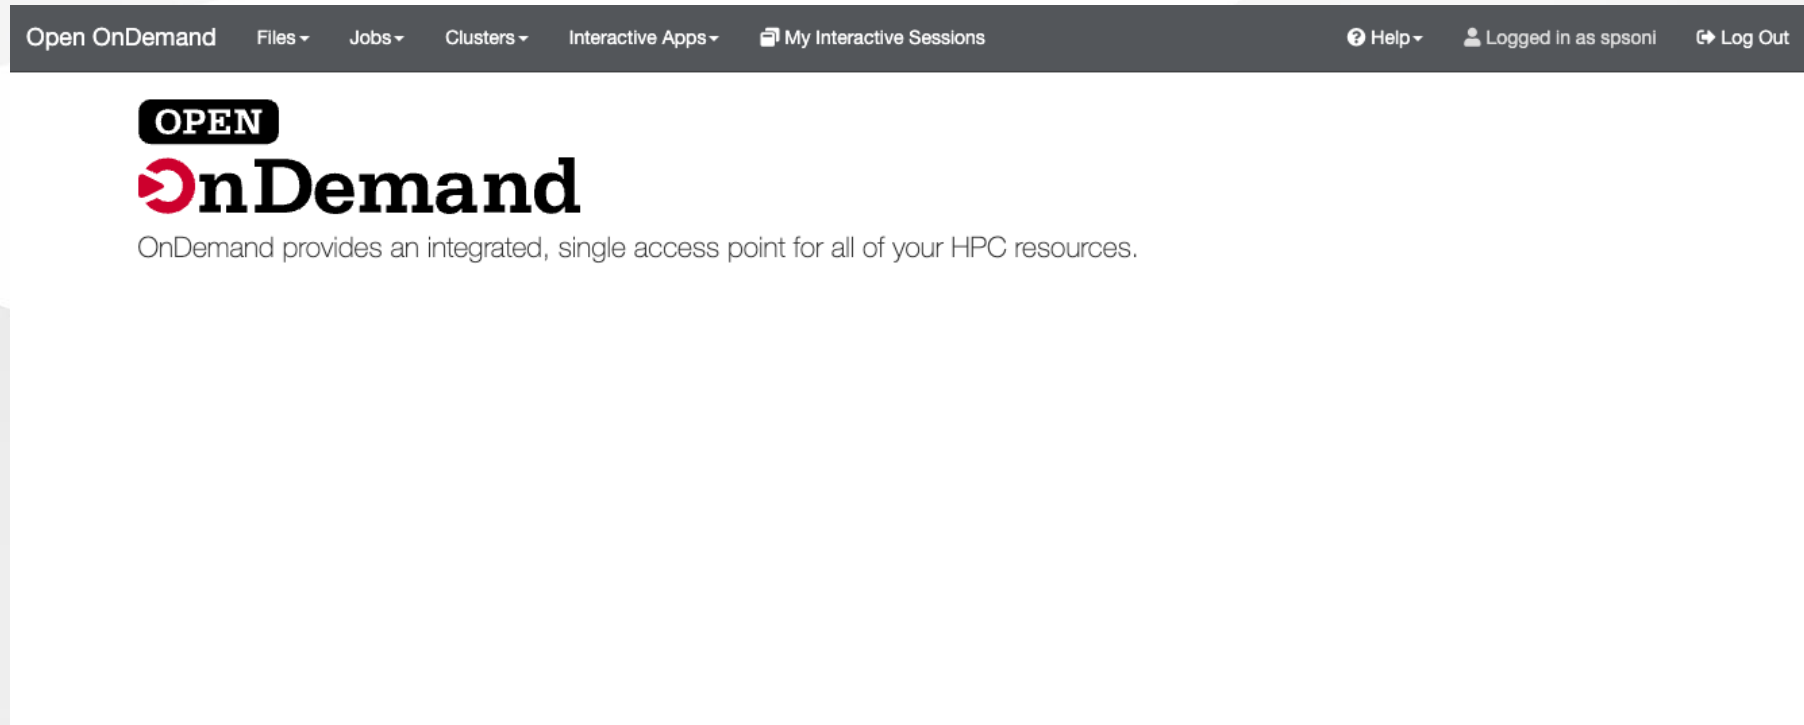 Open OnDemand Files Jobs Clusters Interactive Apps My Interactive Sessions Help Logged in as spsoni Log Out
OPEN
OnDemand
OnDemand provides an integrated, single access point for all of your HPC resources.